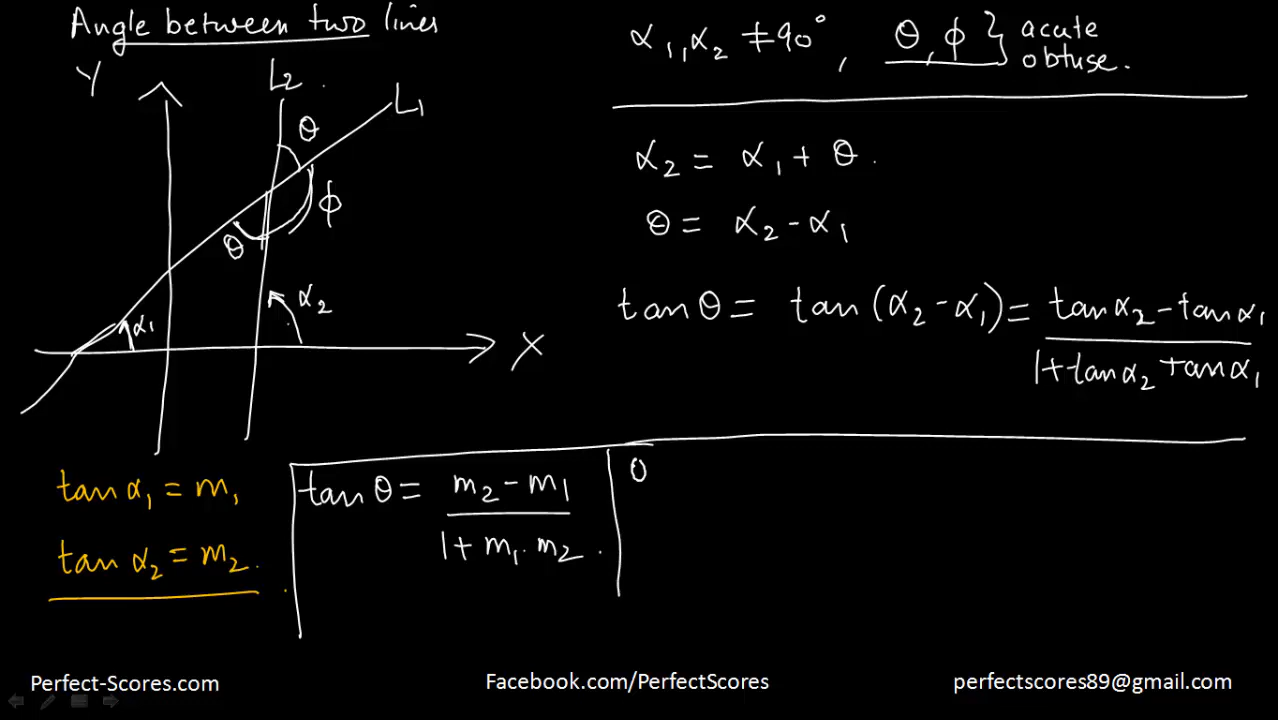 Angle between two lines
α₁, α₂ ≠ 90°, θ, ϕ } acute
obtuse.
Y
L₂
L₁
θ
ϕ
θ
α₁
α₂
X
α₂ = α₁ + θ.
θ = α₂ - α₁
tan θ = tan (α₂ - α₁) = tan α₂ - tan α₁
1 + tan α₂ tan α₁
tan α₁ = m₁
tan α₂ = m₂.
tan θ = m₂ - m₁
1 + m₁ . m₂ .
θ
Perfect-Scores.com
Facebook.com/PerfectScores
perfectscores89@gmail.com